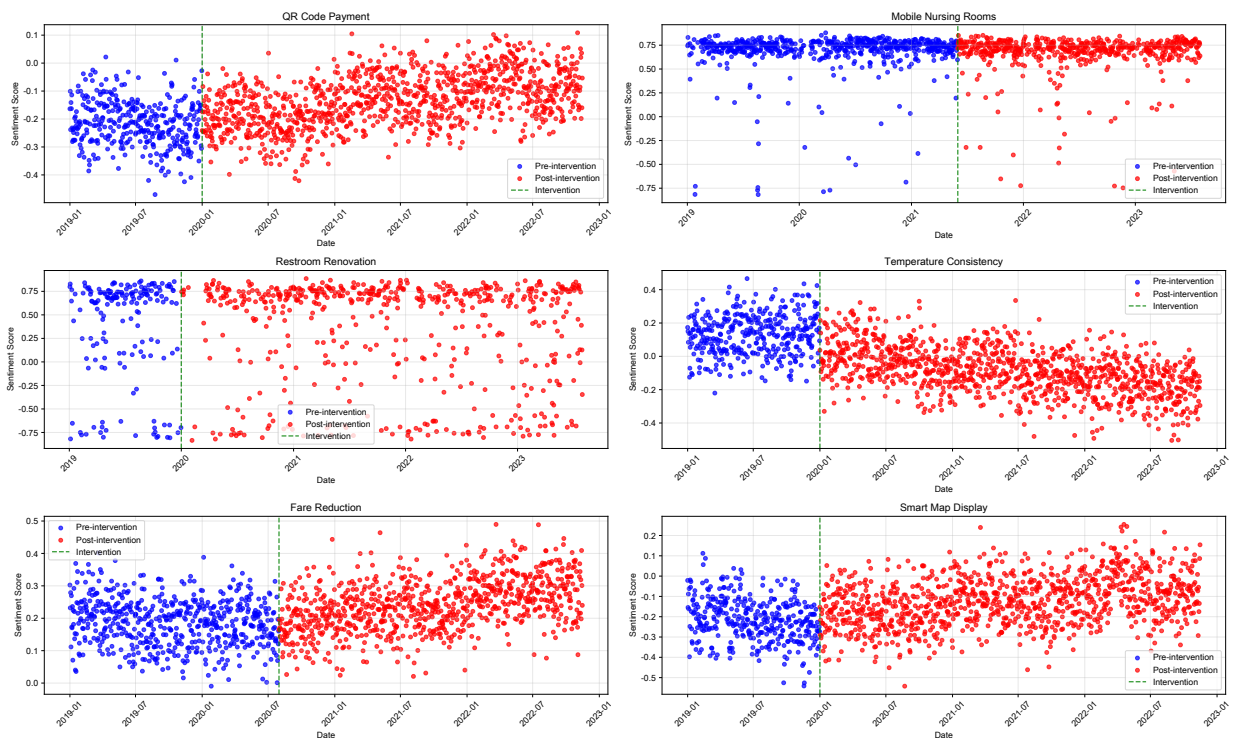 QR Code Payment
Sentiment Score
0.1
0.0
-0.1
-0.2
-0.3
-0.4
Pre-intervention
Post-intervention
Intervention
2019-01
2019-07
2020-01
2020-07
2021-01
2021-07
2022-01
2022-07
2023-01
Date
Mobile Nursing Rooms
Sentiment Score
0.75
0.50
0.25
0.00
-0.25
-0.50
-0.75
Pre-intervention
Post-intervention
Intervention
2019
2020
2021
2022
2023
Date
Restroom Renovation
Sentiment Score
0.75
0.50
0.25
0.00
-0.25
-0.50
-0.75
Pre-intervention
Post-intervention
Intervention
2019
2020
2021
2022
2023
Date
Temperature Consistency
Sentiment Score
0.4
0.2
0.0
-0.2
-0.4
Pre-intervention
Post-intervention
Intervention
2019-01
2019-07
2020-01
2020-07
2021-01
2021-07
2022-01
2022-07
2023-01
Date
Fare Reduction
Sentiment Score
0.5
0.4
0.3
0.2
0.1
0.0
Pre-intervention
Post-intervention
Intervention
2019-01
2019-07
2020-01
2020-07
2021-01
2021-07
2022-01
2022-07
2023-01
Date
Smart Map Display
Sentiment Score
0.2
0.1
0.0
-0.1
-0.2
-0.3
-0.4
-0.5
Pre-intervention
Post-intervention
Intervention
2019-01
2019-07
2020-01
2020-07
2021-01
2021-07
2022-01
2022-07
2023-01
Date